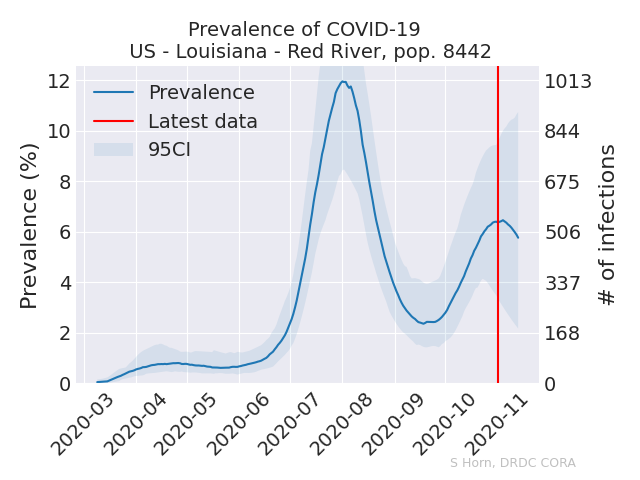 Prevalence of COVID-19
US - Louisiana - Red River, pop. 8442
Prevalence
Latest data
95CI
Prevalence (%)
12
10
8
6
4
2
0
1013
844
675
506
337
168
0
# of infections
2020-03
2020-04
2020-05
2020-06
2020-07
2020-08
2020-09
2020-10
2020-11
S Horn, DRDC CORA